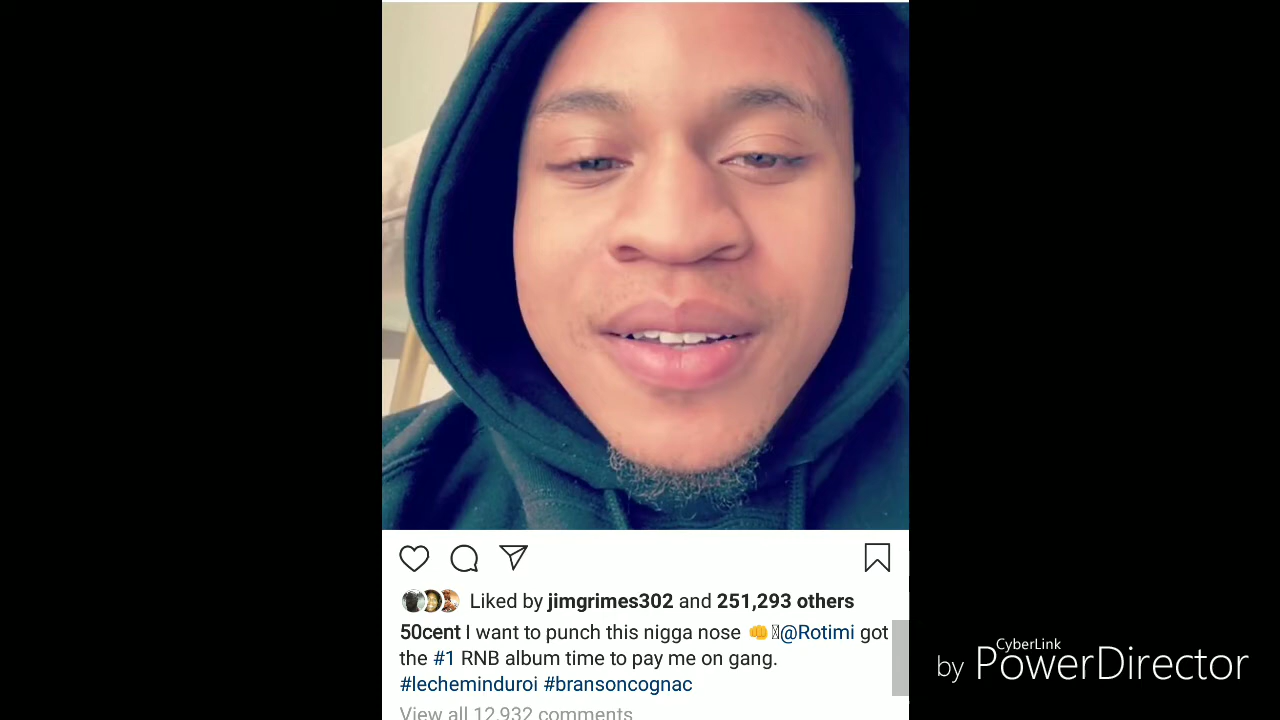 Liked by jimgrimes302 and 251,293 others
50cent I want to punch this nigga nose 👊 @Rotimi got
the #1 RNB album time to pay me on gang.
#lecheminduroi #bransoncognac
View all 12,932 comments
CyberLink
by PowerDirector